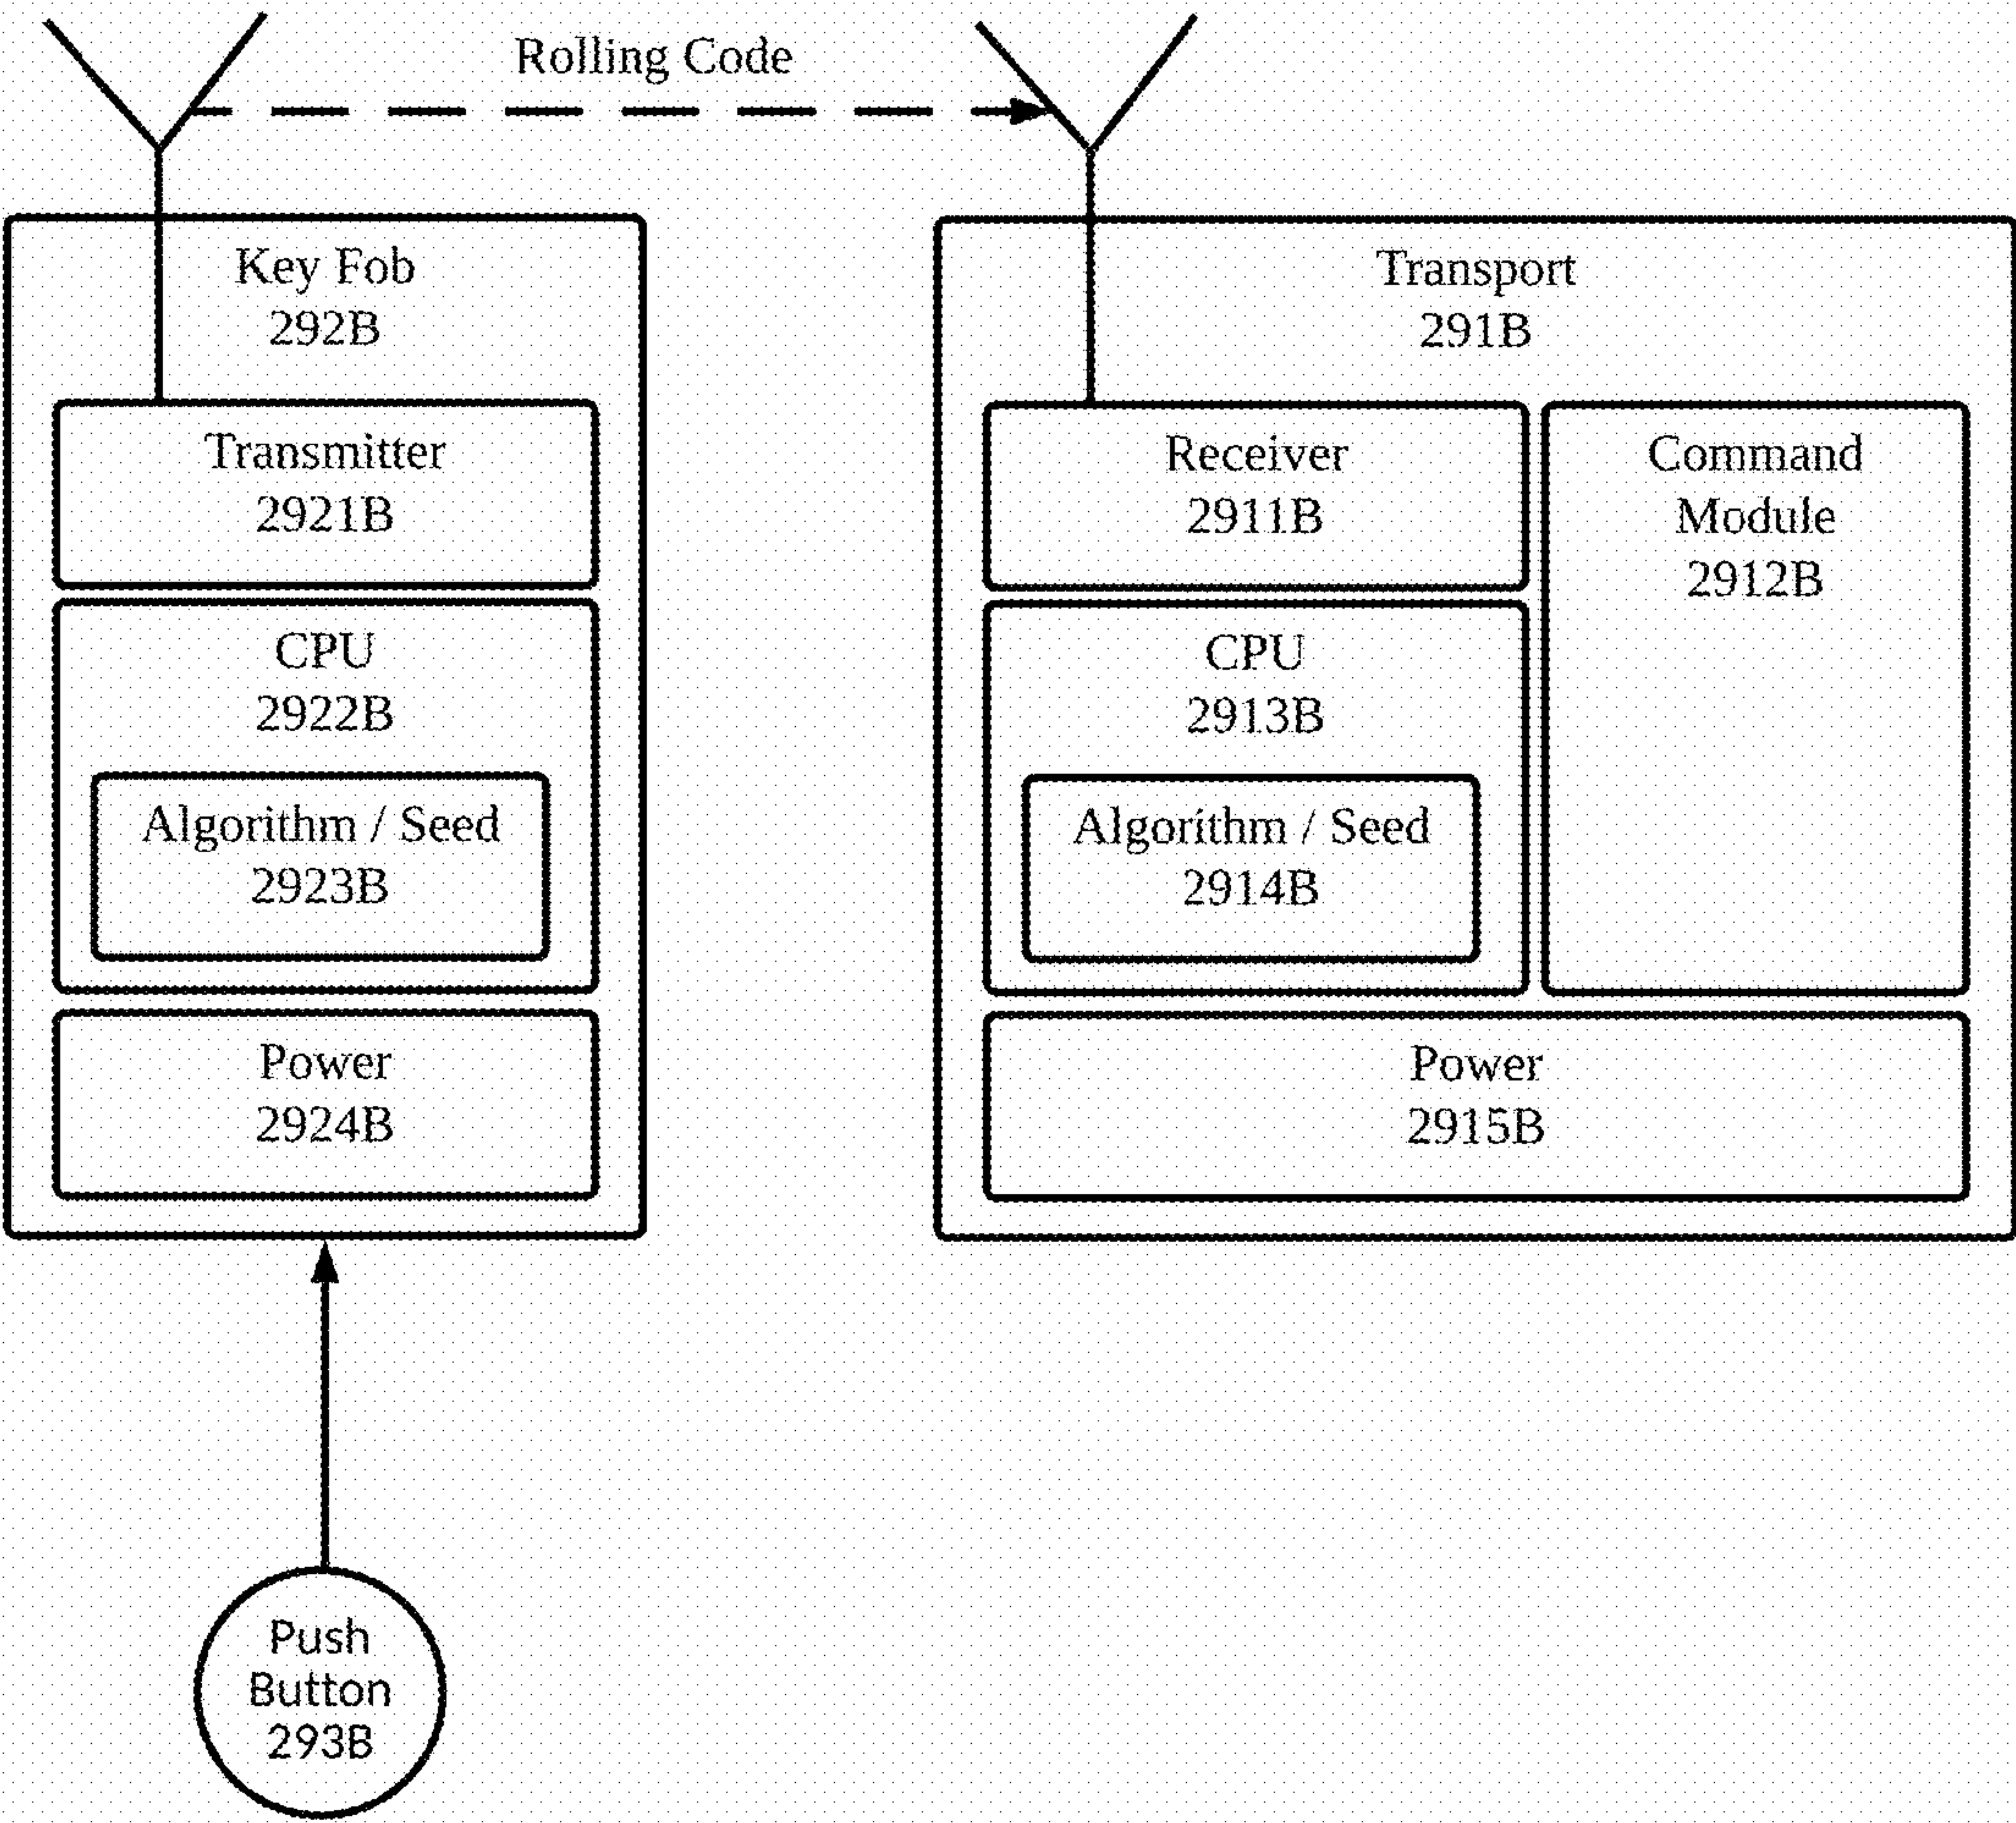 Rolling Code
Key Fob
292B
Transmitter
2921B
CPU
2922B
Algorithm / Seed
2923B
Power
2924B
Transport
291B
Receiver
2911B
Command
Module
2912B
CPU
2913B
Algorithm / Seed
2914B
Power
2915B
Push
Button
293B